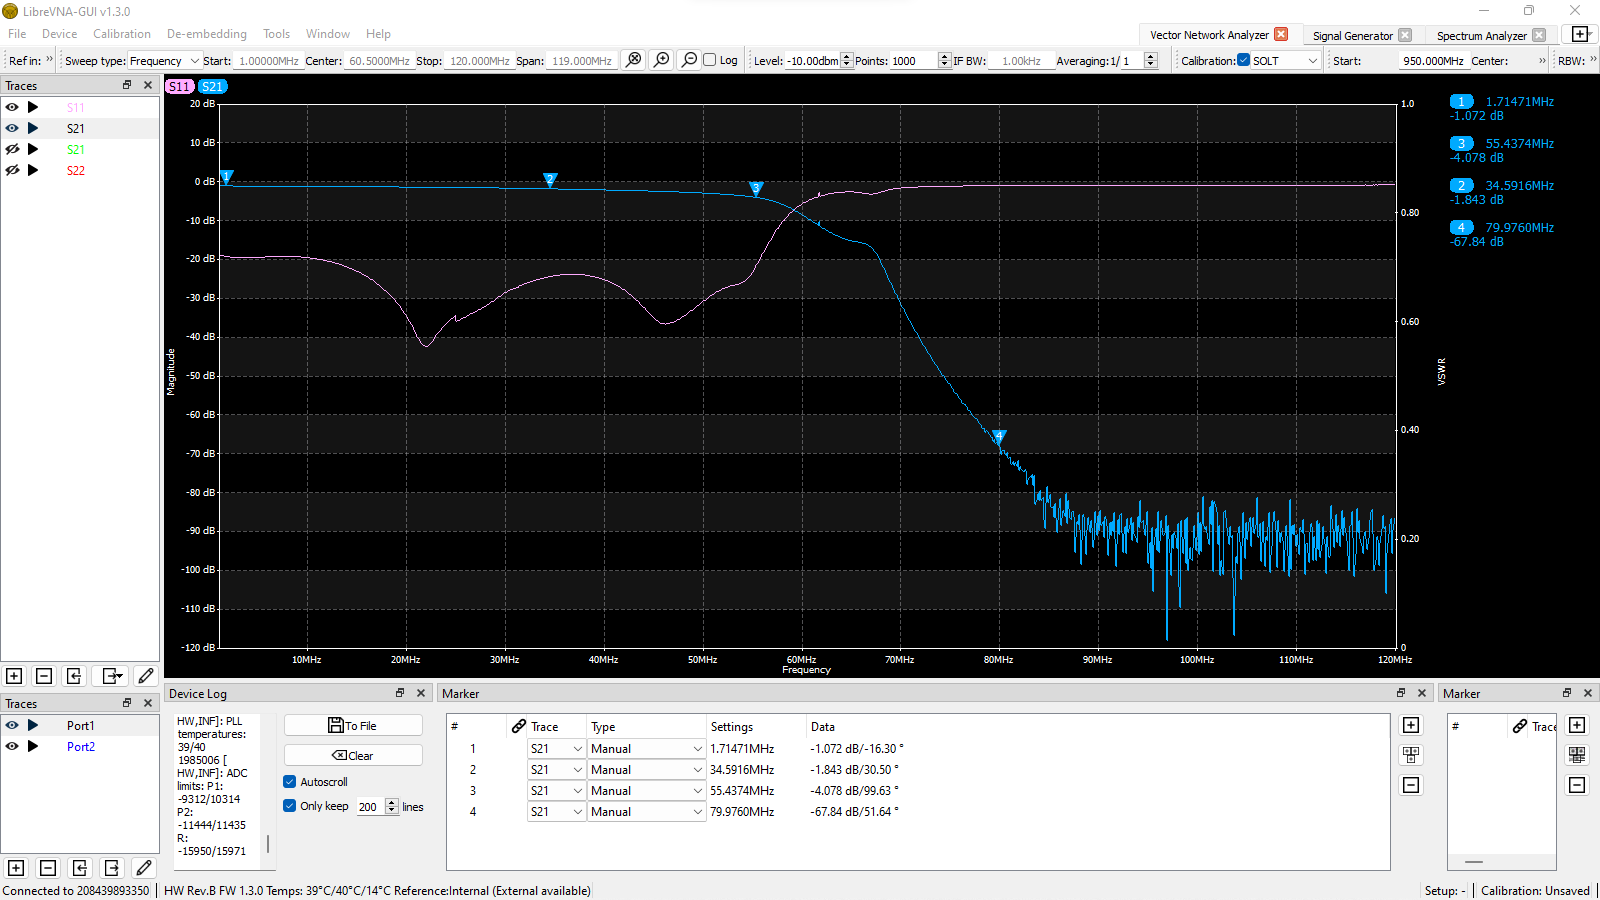 LibreVNA-GUI v1.3.0
File Device Calibration De-embedding Tools Window Help
Vector Network Analyzer Signal Generator Spectrum Analyzer
Ref in: » Sweep type: Frequency Start: 1.00000MHz Center: 60.5000MHz Stop: 120.000MHz Span: 119.000MHz Log Level: -10.00dbm Points: 1000 IF BW: 1.00kHz Averaging: 1/ 1 Calibration: SOLT Start: 950.000MHz Center: » RBW: »
Traces
S11
S21
S21
S22
S11 S21
20 dB
10 dB
0 dB
-10 dB
-20 dB
-30 dB
-40 dB
-50 dB
-60 dB
-70 dB
-80 dB
-90 dB
-100 dB
-110 dB
-120 dB
Magnitude
1
2
3
4
1.0
0.80
0.60
0.40
0.20
0
VSWR
10MHz 20MHz 30MHz 40MHz 50MHz 60MHz 70MHz 80MHz 90MHz 100MHz 110MHz 120MHz
Frequency
1 1.71471MHz
-1.072 dB
3 55.4374MHz
-4.078 dB
2 34.5916MHz
-1.843 dB
4 79.9760MHz
-67.84 dB
Traces
Port1
Port2
Device Log
HW,INF]: PLL
temperatures:
39/40
1985006 [
HW,INF]: ADC
limits: P1:
-9312/10314
P2:
-11444/11435
R:
-15950/15971
To File
Clear
Autoscroll
Only keep 200 lines
Marker
# Trace Type Settings Data
1 S21 Manual 1.71471MHz -1.072 dB/-16.30 °
2 S21 Manual 34.5916MHz -1.843 dB/30.50 °
3 S21 Manual 55.4374MHz -4.078 dB/99.63 °
4 S21 Manual 79.9760MHz -67.84 dB/51.64 °
Marker
# Trace
Connected to 208439893350 HW Rev.B FW 1.3.0 Temps: 39°C/40°C/14°C Reference:Internal (External available) Setup: - Calibration: Unsaved